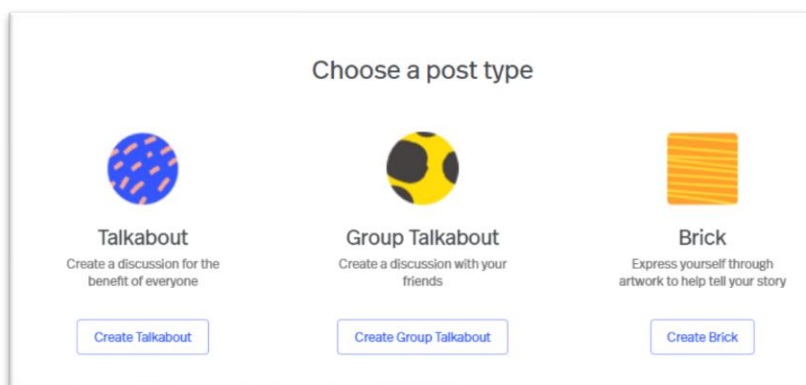 Choose a post type
Talkabout
Create a discussion for the
benefit of everyone
Create Talkabout
Group Talkabout
Create a discussion with your
friends
Create Group Talkabout
Brick
Express yourself through
artwork to help tell your story
Create Brick